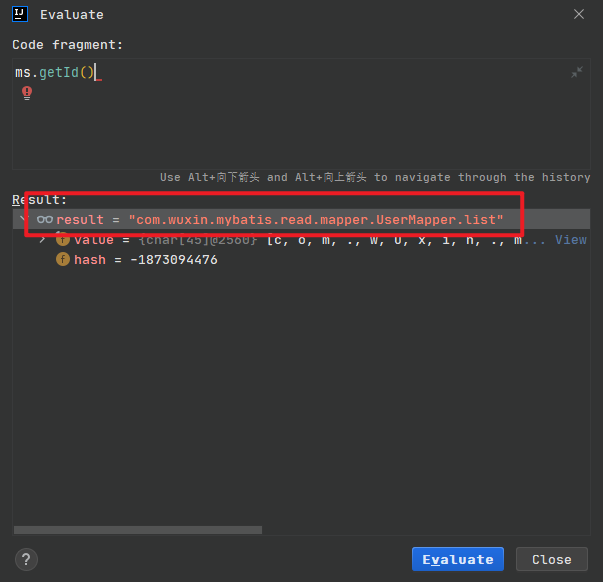 Evaluate
Code fragment:
ms.getId()
Use Alt+向下箭头 and Alt+向上箭头 to navigate through the history
Result:
result = "com.wuxin.mybatis.read.mapper.UserMapper.list"
value = {char[45]@2560} [c, o, m, ., w, u, x, i, n, ., m... View
hash = -1873094476
? Evaluate Close